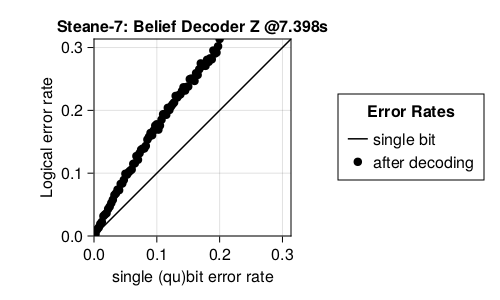 Steane-7: Belief Decoder Z @7.398s
0.3
0.2
0.1
0.0
Logical error rate
0.0 0.1 0.2 0.3
single (qu)bit error rate
Error Rates
single bit
after decoding